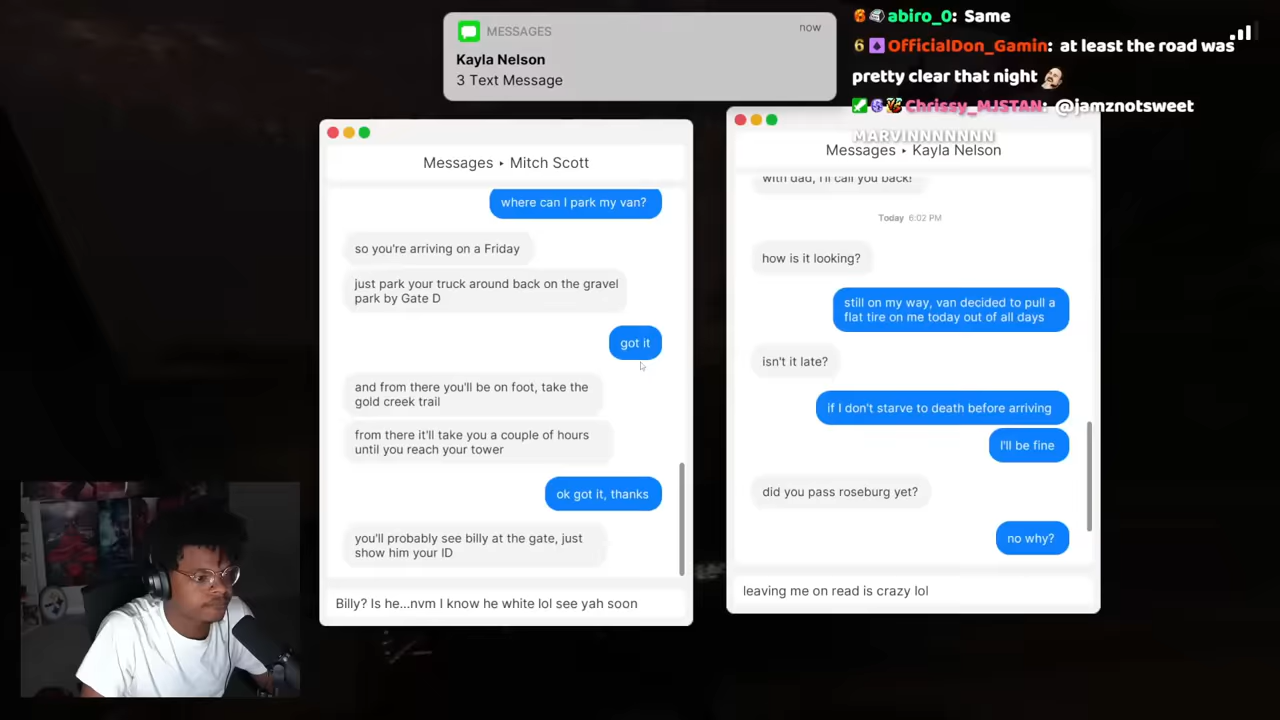 MESSAGES
now
Kayla Nelson
3 Text Message
abiro_0: Same
6 OfficialDon_Gamin: at least the road was
pretty clear that night
Chrissy_MJSTAN: @jamznotsweet
MARVINNNNNNN
Messages ‣ Mitch Scott
where can I park my van?
so you're arriving on a Friday
just park your truck around back on the gravel
park by Gate D
got it
and from there you'll be on foot, take the
gold creek trail
from there it'll take you a couple of hours
until you reach your tower
ok got it, thanks
you'll probably see billy at the gate, just
show him your ID
Billy? Is he...nvm I know he white lol see yah soon
Messages ‣ Kayla Nelson
with dad, I'll call you back!
Today 6:02 PM
how is it looking?
still on my way, van decided to pull a
flat tire on me today out of all days
isn't it late?
if I don't starve to death before arriving
I'll be fine
did you pass roseburg yet?
no why?
leaving me on read is crazy lol